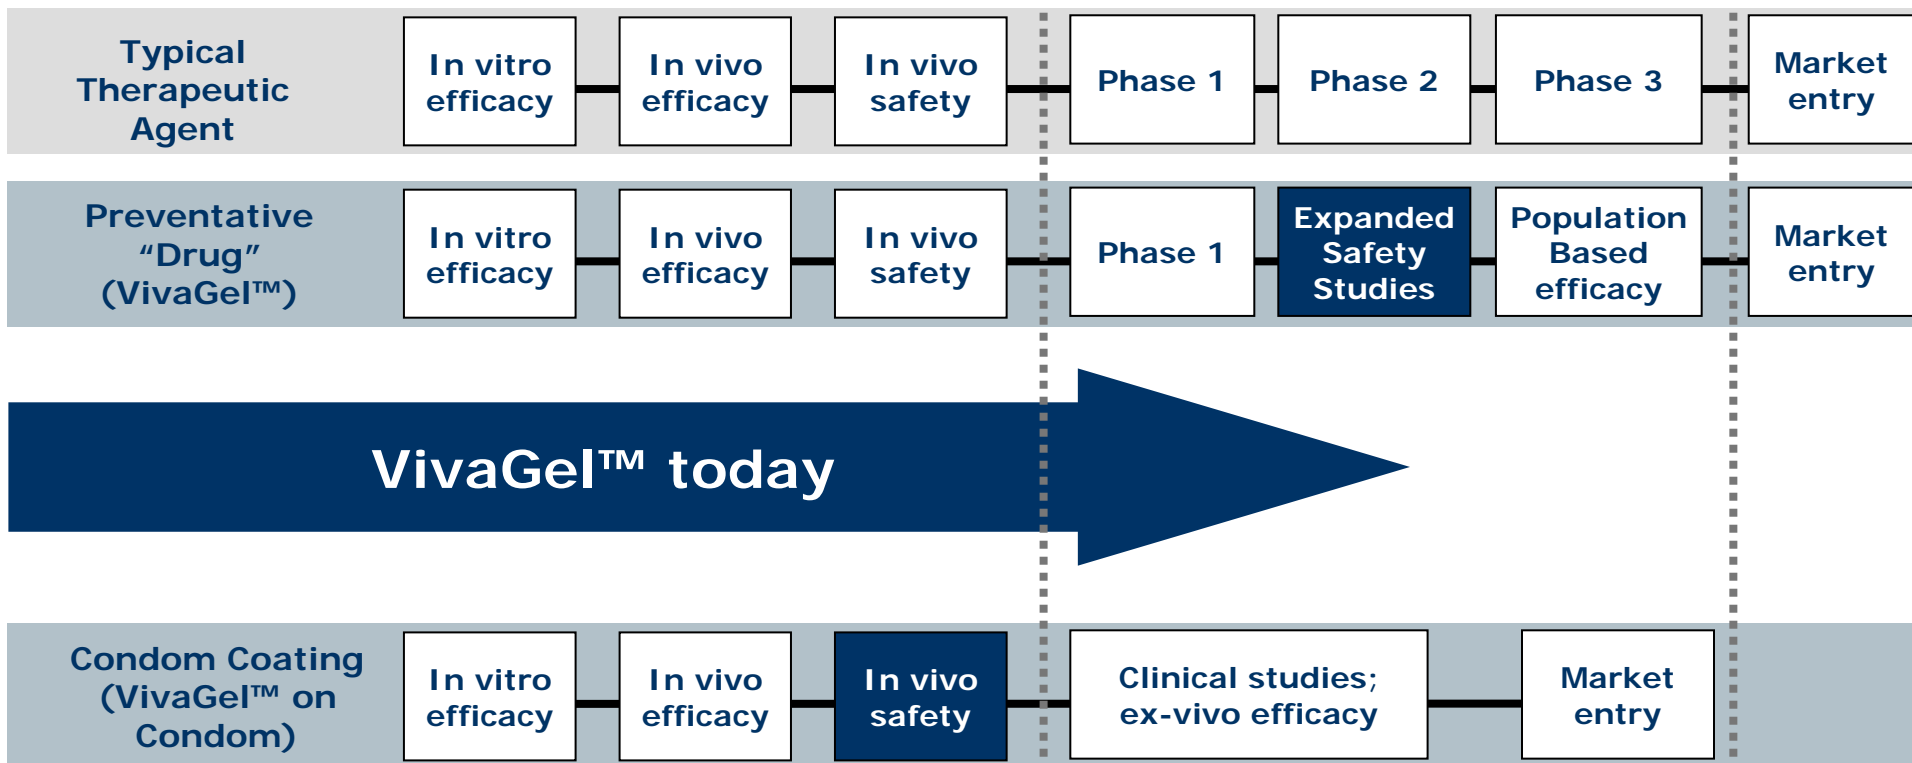 Typical
Therapeutic
Agent
In vitro
efficacy
In vivo
efficacy
In vivo
safety
Phase 1
Phase 2
Phase 3
Market
entry
Preventative
“Drug”
(VivaGel™)
In vitro
efficacy
In vivo
efficacy
In vivo
safety
Phase 1
Expanded
Safety
Studies
Population
Based
efficacy
Market
entry
VivaGel™ today
Condom Coating
(VivaGel™ on
Condom)
In vitro
efficacy
In vivo
efficacy
In vivo
safety
Clinical studies;
ex-vivo efficacy
Market
entry